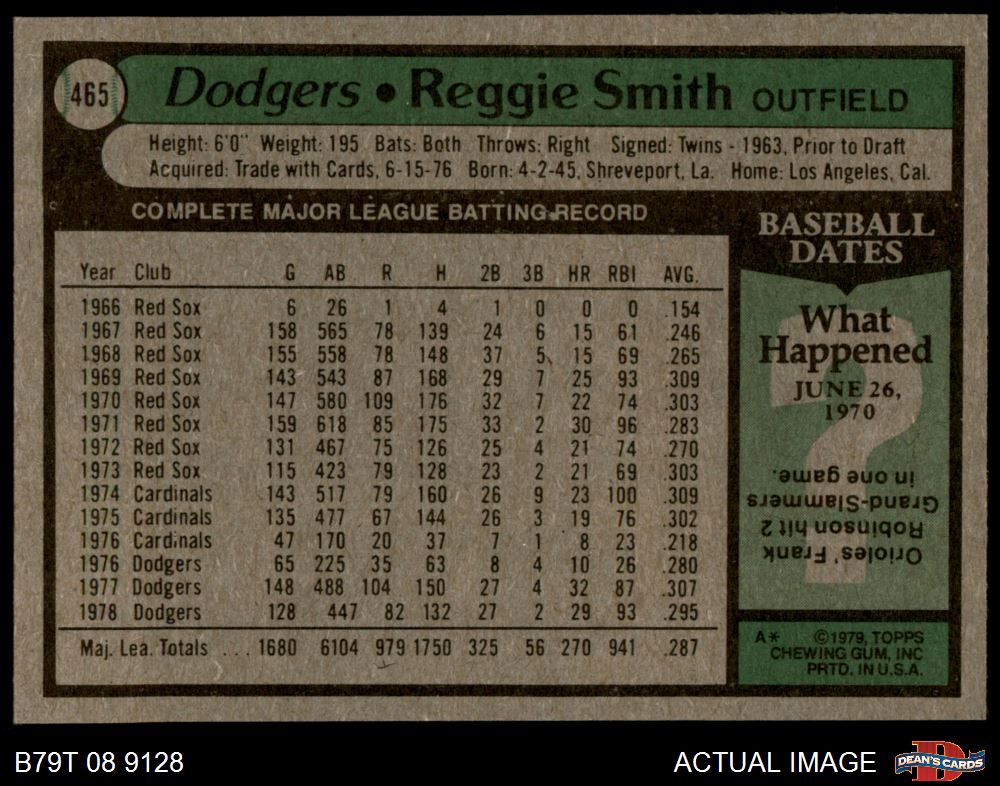 465
Dodgers • Reggie Smith OUTFIELD
Height: 6'0" Weight: 195 Bats: Both Throws: Right Signed: Twins - 1963, Prior to Draft
Acquired: Trade with Cards, 6-15-76 Born: 4-2-45, Shreveport, La. Home: Los Angeles, Cal.
COMPLETE MAJOR LEAGUE BATTING RECORD
Year Club G AB R H 2B 3B HR RBI AVG.
1966 Red Sox 6 26 1 4 1 0 0 0 .154
1967 Red Sox 158 565 78 139 24 6 15 61 .246
1968 Red Sox 155 558 78 148 37 5 15 69 .265
1969 Red Sox 143 543 87 168 29 7 25 93 .309
1970 Red Sox 147 580 109 176 32 7 22 74 .303
1971 Red Sox 159 618 85 175 33 2 30 96 .283
1972 Red Sox 131 467 75 126 25 4 21 74 .270
1973 Red Sox 115 423 79 128 23 2 21 69 .303
1974 Cardinals 143 517 79 160 26 9 23 100 .309
1975 Cardinals 135 477 67 144 26 3 19 76 .302
1976 Cardinals 47 170 20 37 7 1 8 23 .218
1976 Dodgers 65 225 35 63 8 4 10 26 .280
1977 Dodgers 148 488 104 150 27 4 32 87 .307
1978 Dodgers 128 447 82 132 27 2 29 93 .295
Maj. Lea. Totals ... 1680 6104 979 1750 325 56 270 941 .287
BASEBALL
DATES
What
Happened
JUNE 26,
1970
?
Orioles' Frank
Robinson hit 2
Grand-Slammers
in one game.
A* ©1979, TOPPS
CHEWING GUM, INC
PRTD. IN U.S.A.
B79T 08 9128
ACTUAL IMAGE
D
DEAN'S CARDS